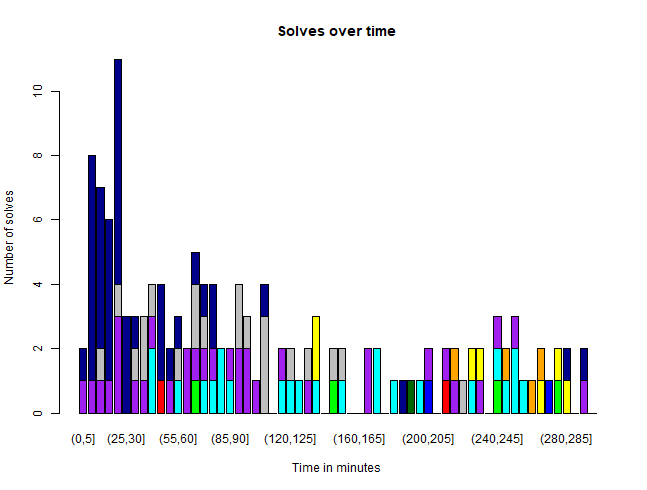 Solves over time
Number of solves
10
8
6
4
2
0
(0,5] (25,30] (55,60] (85,90] (120,125] (160,165] (200,205] (240,245] (280,285]
Time in minutes